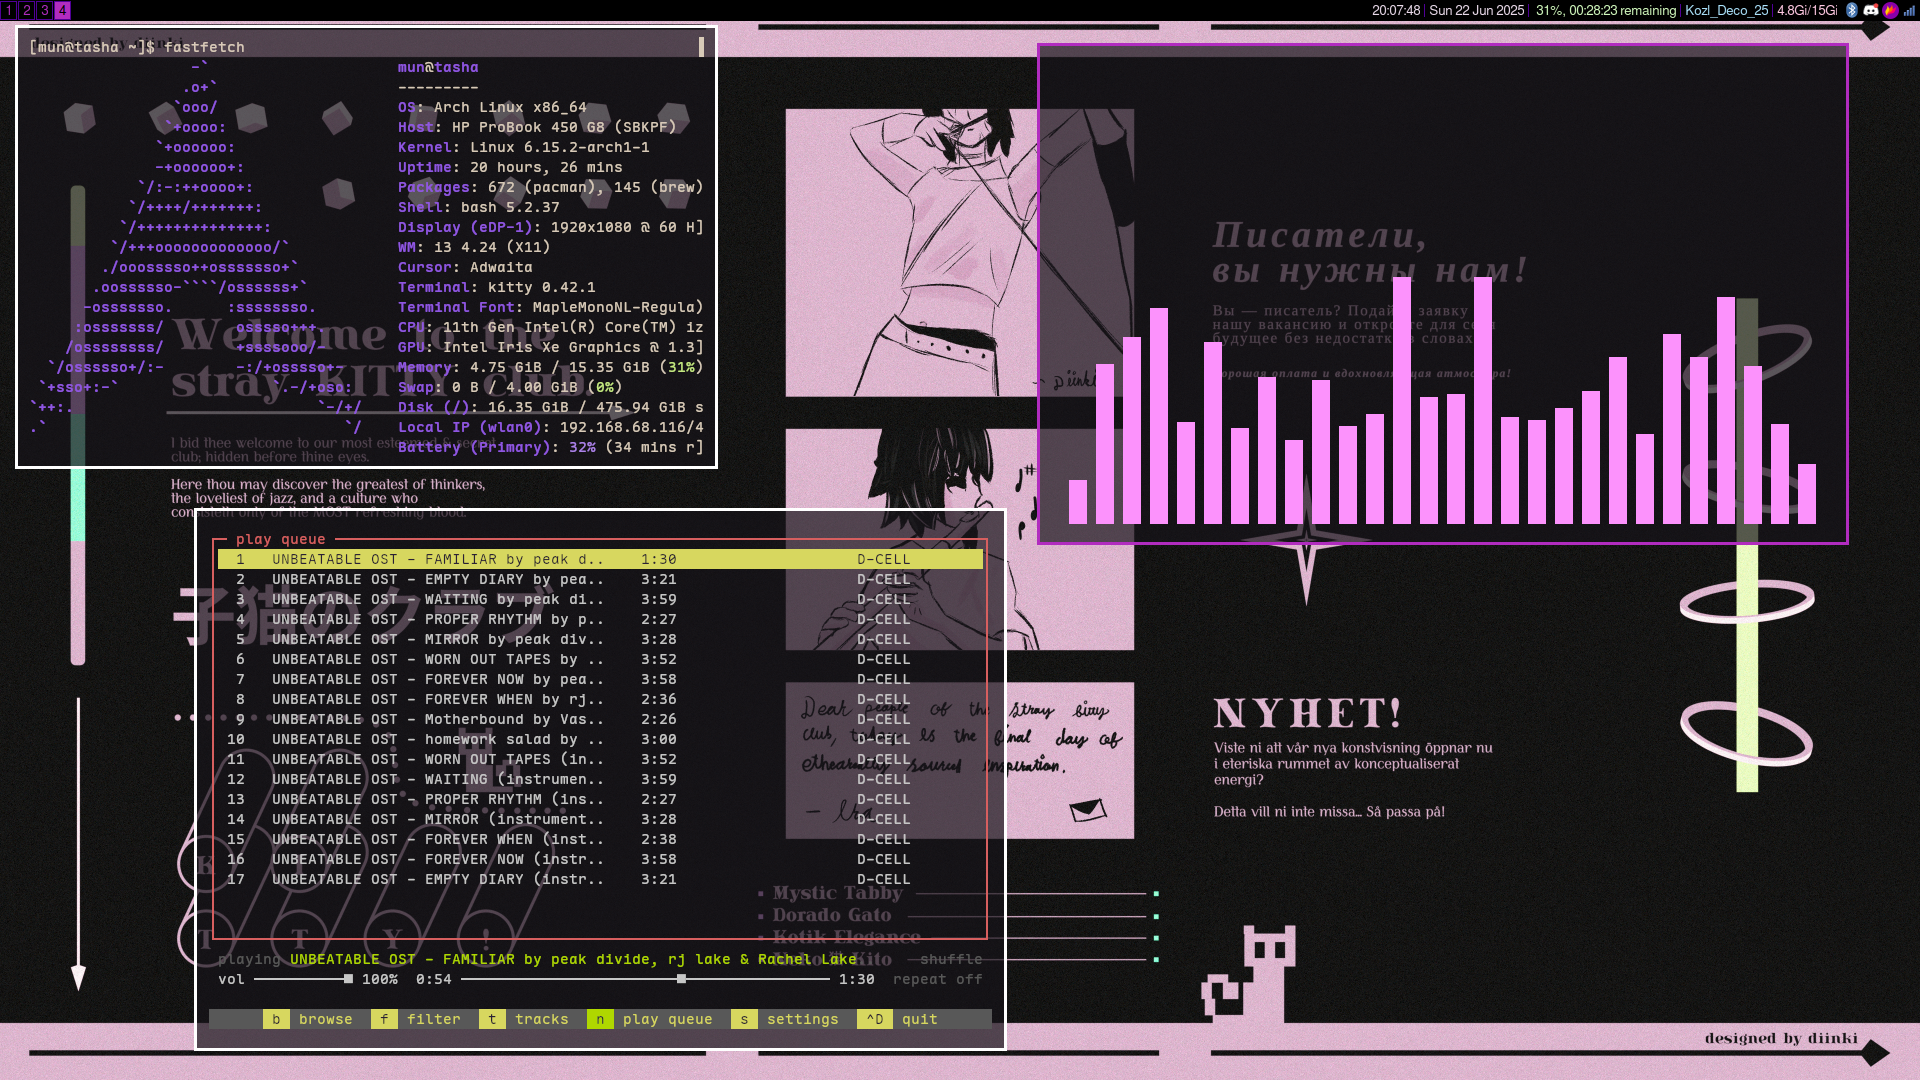 1 2 3 4
20:07:48 | Sun 22 Jun 2025 | 31%, 00:28:23 remaining | Kozl_Deco_25 | 4.8Gi/15Gi
[mun@tasha ~]$ fastfetch
mun@tasha
---------
OS: Arch Linux x86_64
Host: HP ProBook 450 G8 (SBKPF)
Kernel: Linux 6.15.2-arch1-1
Uptime: 20 hours, 26 mins
Packages: 672 (pacman), 145 (brew)
Shell: bash 5.2.37
Display (eDP-1): 1920x1080 @ 60 H]
WM: i3 4.24 (X11)
Cursor: Adwaita
Terminal: kitty 0.42.1
Terminal Font: MapleMonoNL-Regula)
CPU: 11th Gen Intel(R) Core(TM) iz
GPU: Intel Iris Xe Graphics @ 1.3]
Memory: 4.75 GiB / 15.35 GiB (31%)
Swap: 0 B / 4.00 GiB (0%)
Disk (/): 16.35 GiB / 475.94 GiB s
Local IP (wlan0): 192.168.68.116/4
Battery (Primary): 32% (34 mins r]
Welcome to the
stray KITTY club.
I bid thee welcome to our most esteemed & secret
club; hidden before thine eyes.
Here thou may discover the greatest of thinkers,
the loveliest of jazz, and a culture who
consisteth only of the MOST refreshing blood.
子猫のクラブ
play queue
1 UNBEATABLE OST - FAMILIAR by peak d.. 1:30 D-CELL
2 UNBEATABLE OST - EMPTY DIARY by pea.. 3:21 D-CELL
3 UNBEATABLE OST - WAITING by peak di.. 3:59 D-CELL
4 UNBEATABLE OST - PROPER RHYTHM by p.. 2:27 D-CELL
5 UNBEATABLE OST - MIRROR by peak div.. 3:28 D-CELL
6 UNBEATABLE OST - WORN OUT TAPES by .. 3:52 D-CELL
7 UNBEATABLE OST - FOREVER NOW by pea.. 3:58 D-CELL
8 UNBEATABLE OST - FOREVER WHEN by rj.. 2:36 D-CELL
9 UNBEATABLE OST - Motherbound by Vas.. 2:26 D-CELL
10 UNBEATABLE OST - homework salad by .. 3:00 D-CELL
11 UNBEATABLE OST - WORN OUT TAPES (in.. 3:52 D-CELL
12 UNBEATABLE OST - WAITING (instrumen.. 3:59 D-CELL
13 UNBEATABLE OST - PROPER RHYTHM (ins.. 2:27 D-CELL
14 UNBEATABLE OST - MIRROR (instrument.. 3:28 D-CELL
15 UNBEATABLE OST - FOREVER WHEN (inst.. 2:38 D-CELL
16 UNBEATABLE OST - FOREVER NOW (instr.. 3:58 D-CELL
17 UNBEATABLE OST - EMPTY DIARY (instr.. 3:21 D-CELL
playing UNBEATABLE OST - FAMILIAR by peak divide, rj lake & Rachel Lake shuffle
vol 100% 0:54 1:30 repeat off
b browse f filter t tracks n play queue s settings ^D quit
K I
T T Y !
Dear people of the stray kitty
club, today is the final day of
ethereally sourced inspiration.
Mystic Tabby
Dorado Gato
Kotik Elegance
Kito
Писатели,
вы нужны нам!
Вы — писатель? Подайте заявку
нашу вакансию и откройте для себя
будущее без недостатка в словах
хорошая оплата и вдохновляющая атмосфера!
NYHET!
Viste ni att vår nya konstvisning öppnar nu
i eteriska rummet av konceptualiserat
energi?
Detta vill ni inte missa... Så passa på!
designed by diinki